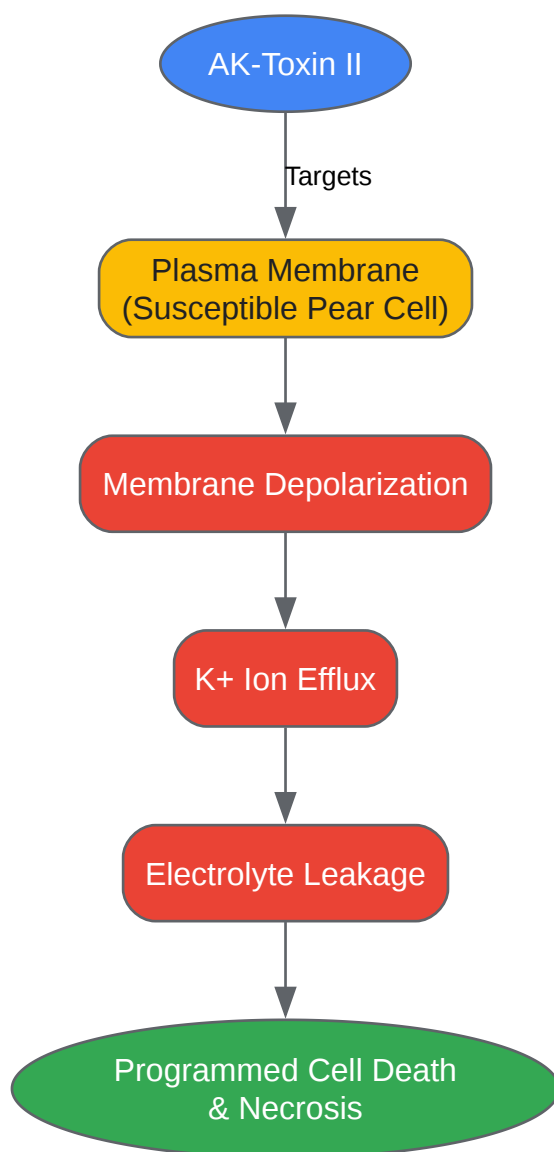 AK-Toxin II
Targets
Plasma Membrane
(Susceptible Pear Cell)
Membrane Depolarization
K+ Ion Efflux
Electrolyte Leakage
Programmed Cell Death
& Necrosis